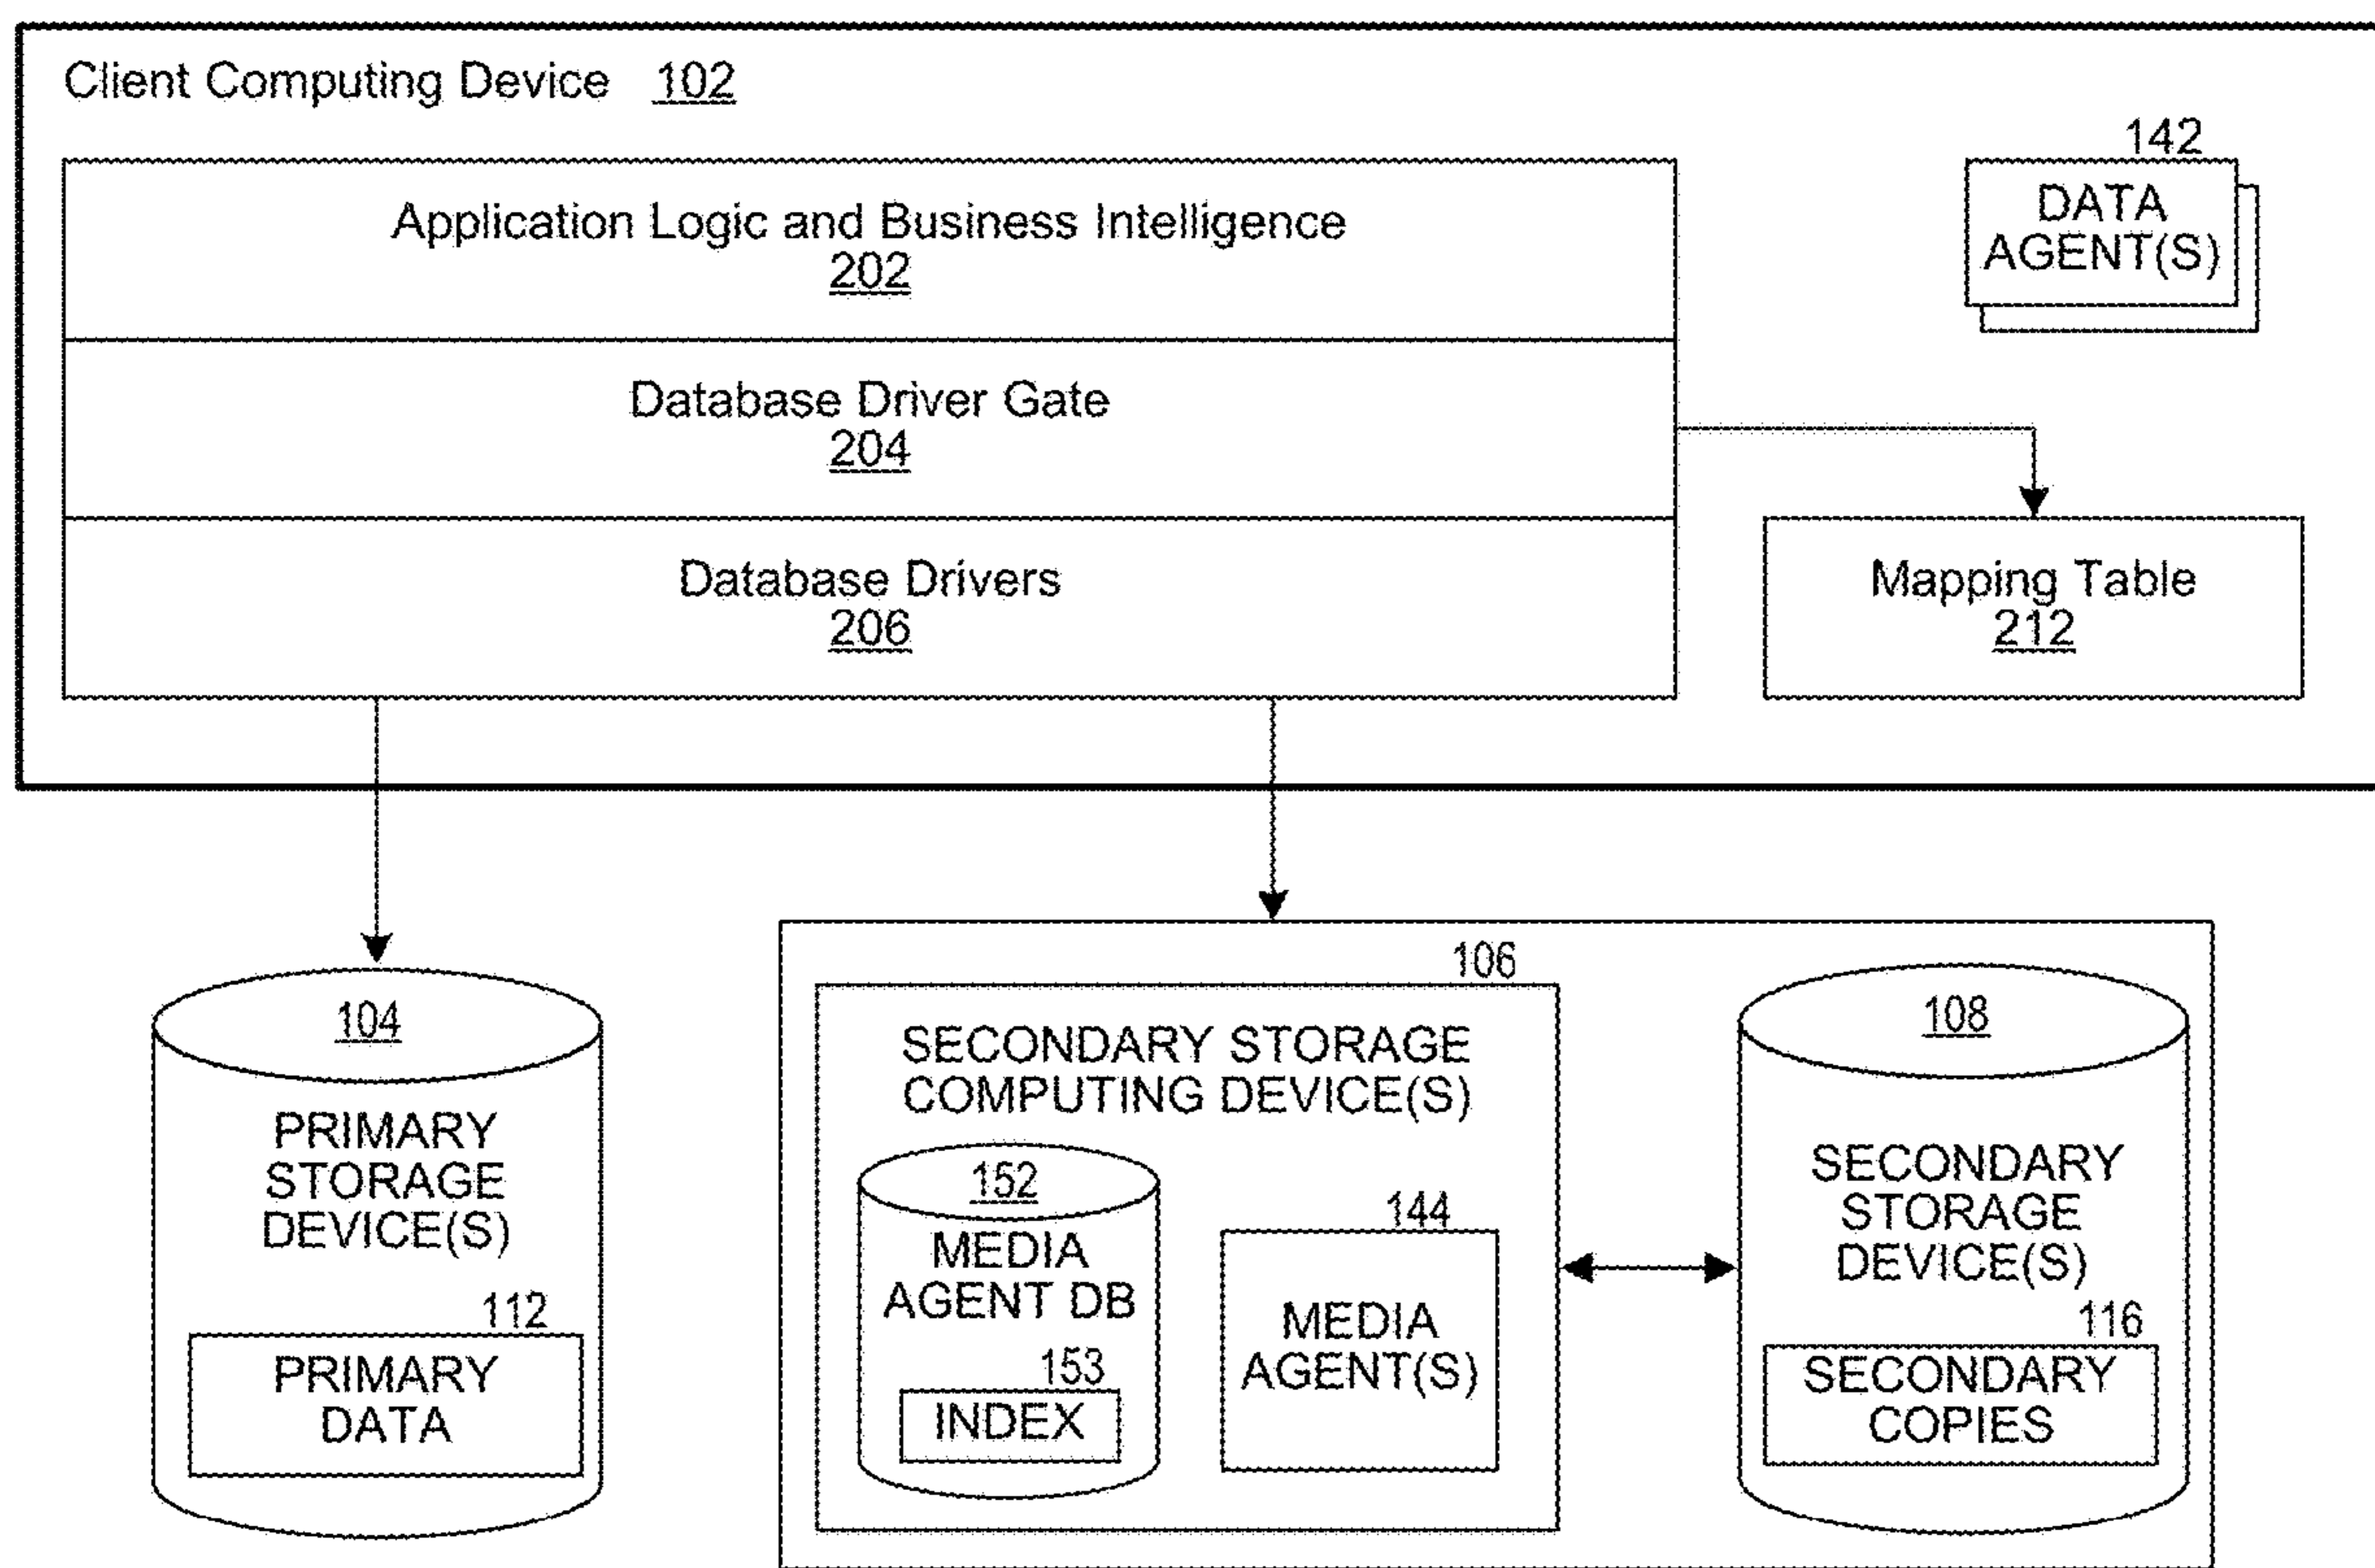 Client Computing Device 102
142
DATA
AGENT(S)
Application Logic and Business Intelligence
202
Database Driver Gate
204
Database Drivers
206
Mapping Table
212
104
PRIMARY
STORAGE
DEVICE(S)
112
PRIMARY
DATA
106
SECONDARY STORAGE
COMPUTING DEVICE(S)
152
MEDIA
AGENT DB
153
INDEX
144
MEDIA
AGENT(S)
108
SECONDARY
STORAGE
DEVICE(S)
116
SECONDARY
COPIES